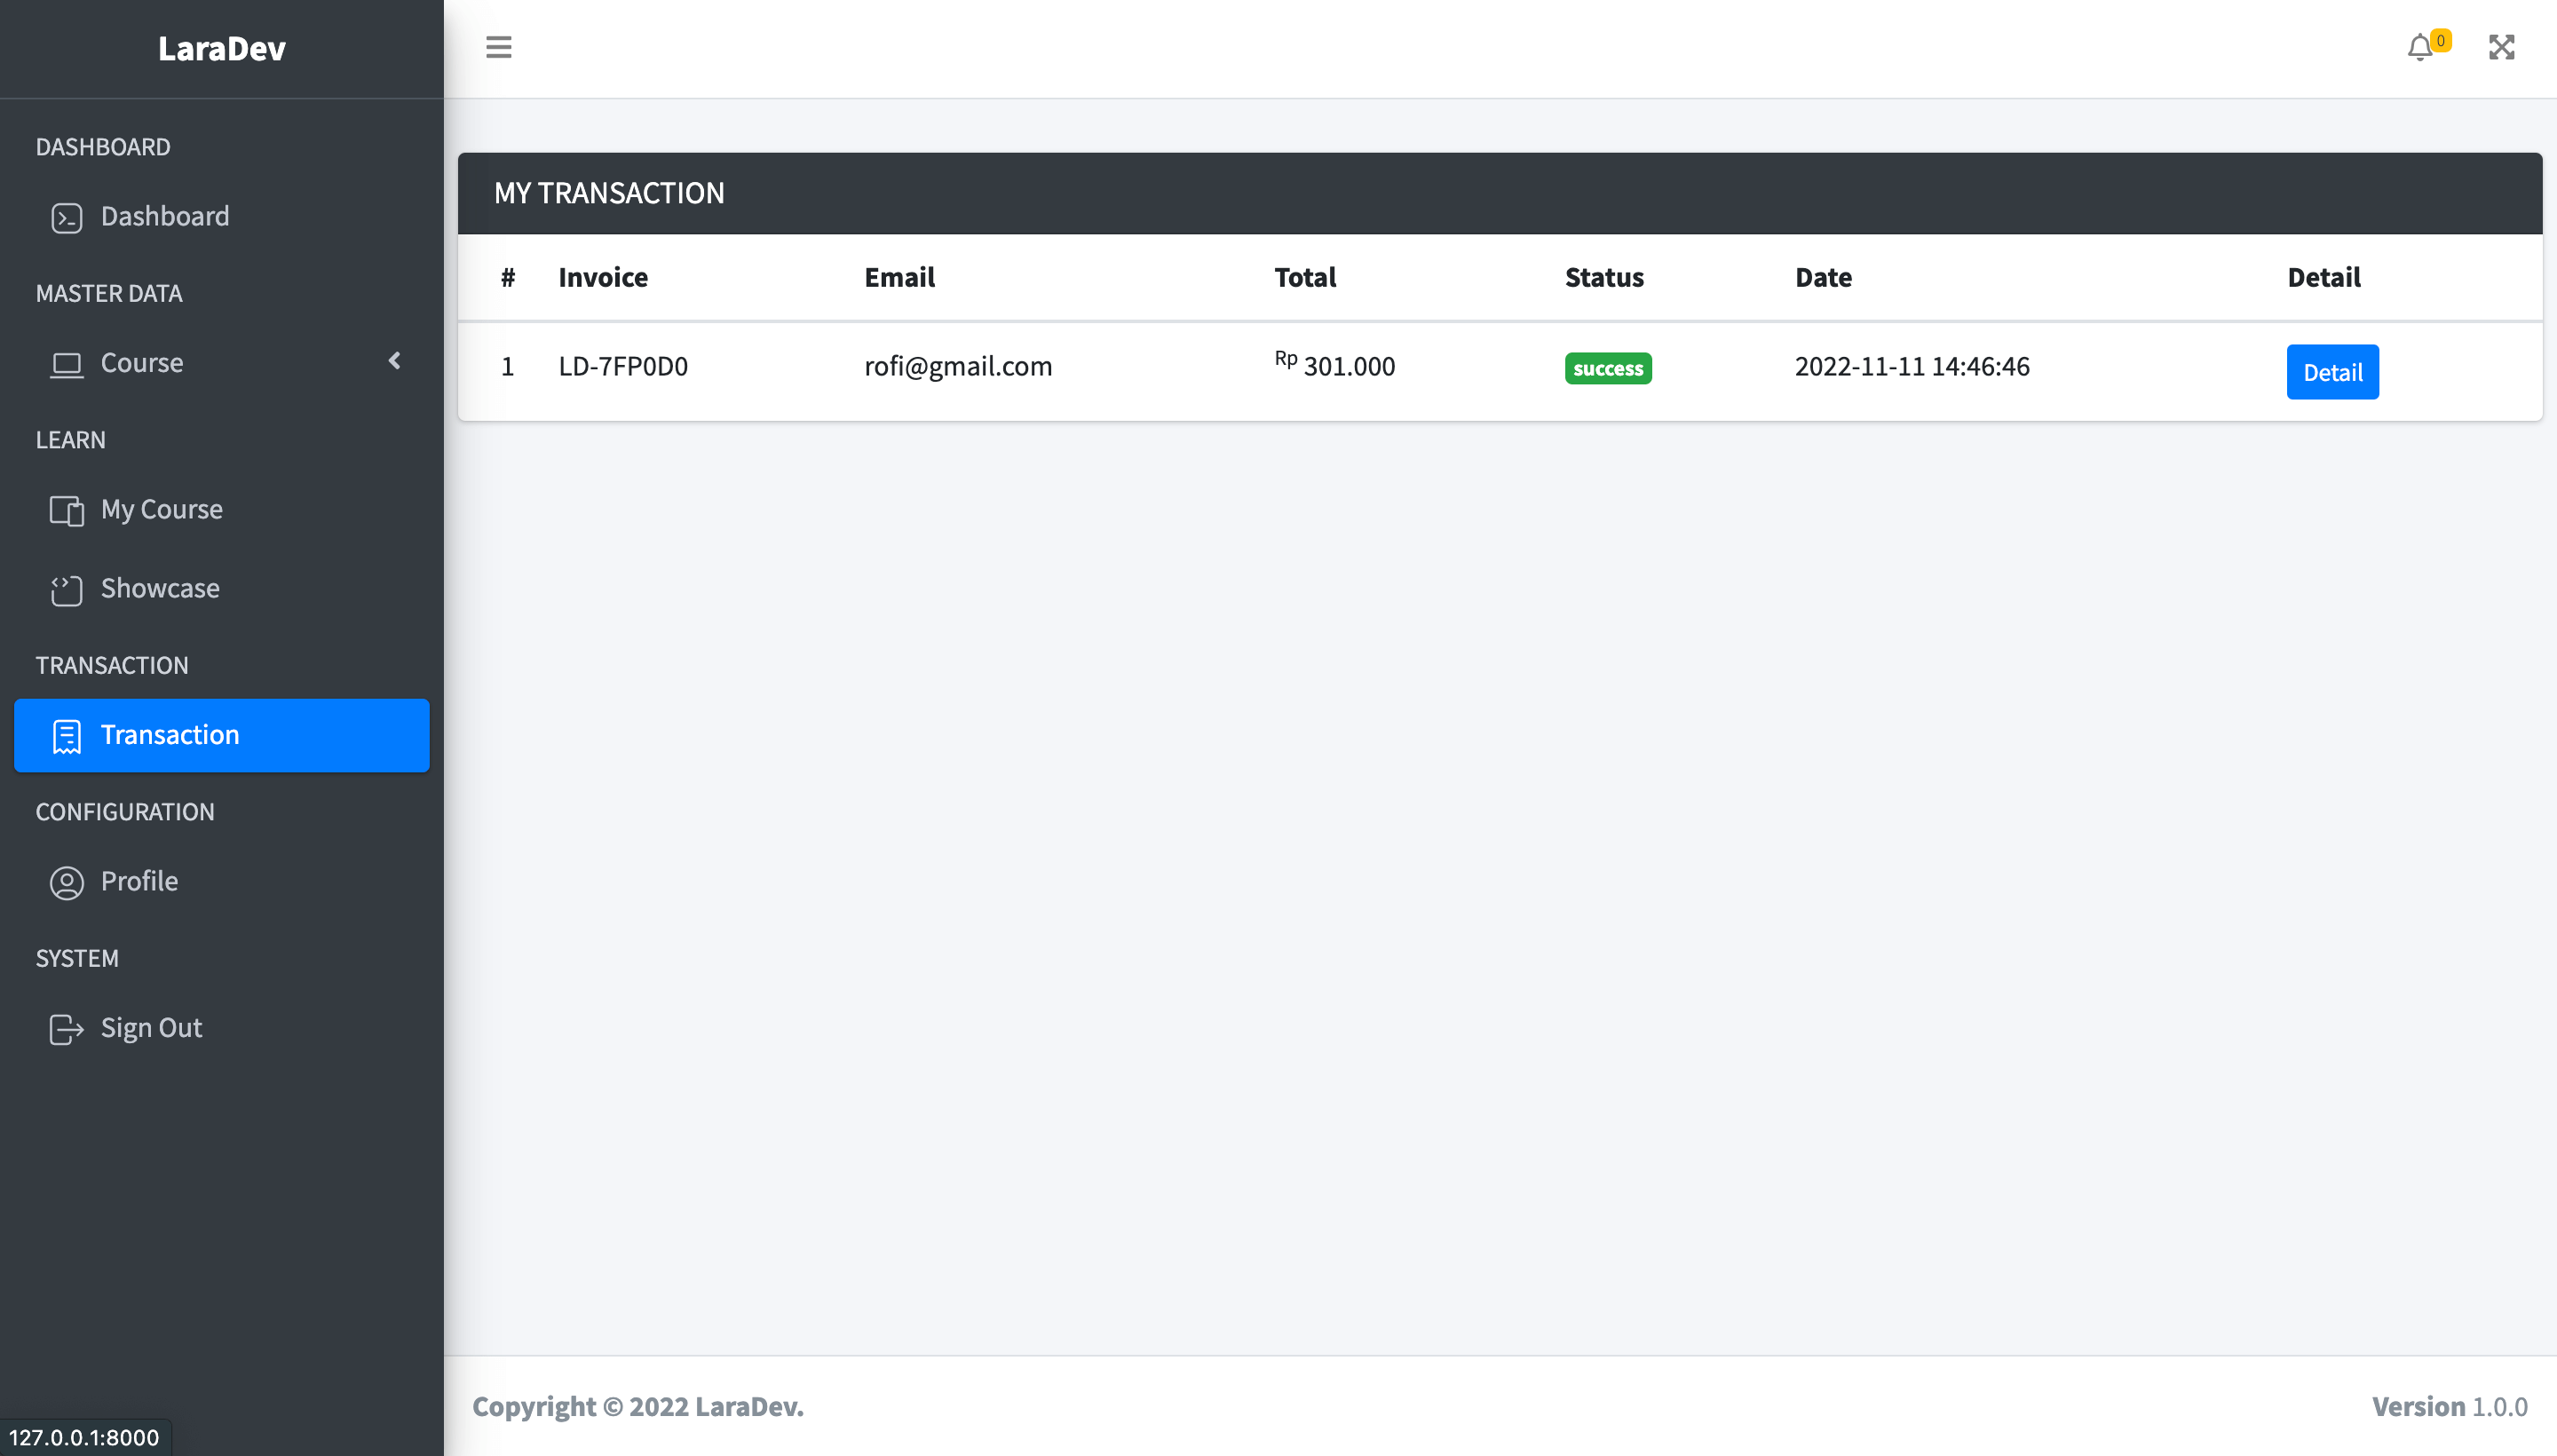 LaraDev
0
DASHBOARD
Dashboard
MASTER DATA
Course
LEARN
My Course
Showcase
TRANSACTION
Transaction
CONFIGURATION
Profile
SYSTEM
Sign Out
MY TRANSACTION
# Invoice Email Total Status Date Detail
1 LD-7FP0D0 rofi@gmail.com Rp 301.000 success 2022-11-11 14:46:46 Detail
Copyright © 2022 LaraDev. Version 1.0.0
127.0.0.1:8000